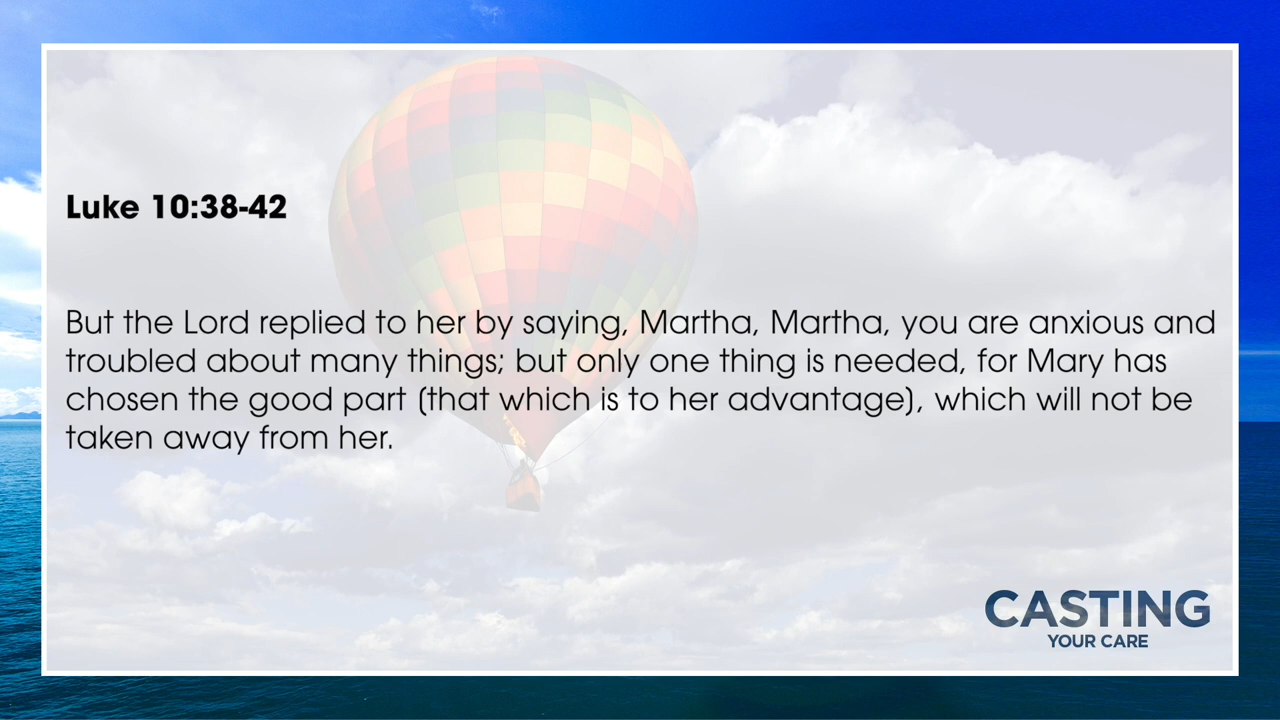 Luke 10:38-42
But the Lord replied to her by saying, Martha, Martha, you are anxious and
troubled about many things; but only one thing is needed, for Mary has
chosen the good part (that which is to her advantage), which will not be
taken away from her.
CASTING
YOUR CARE